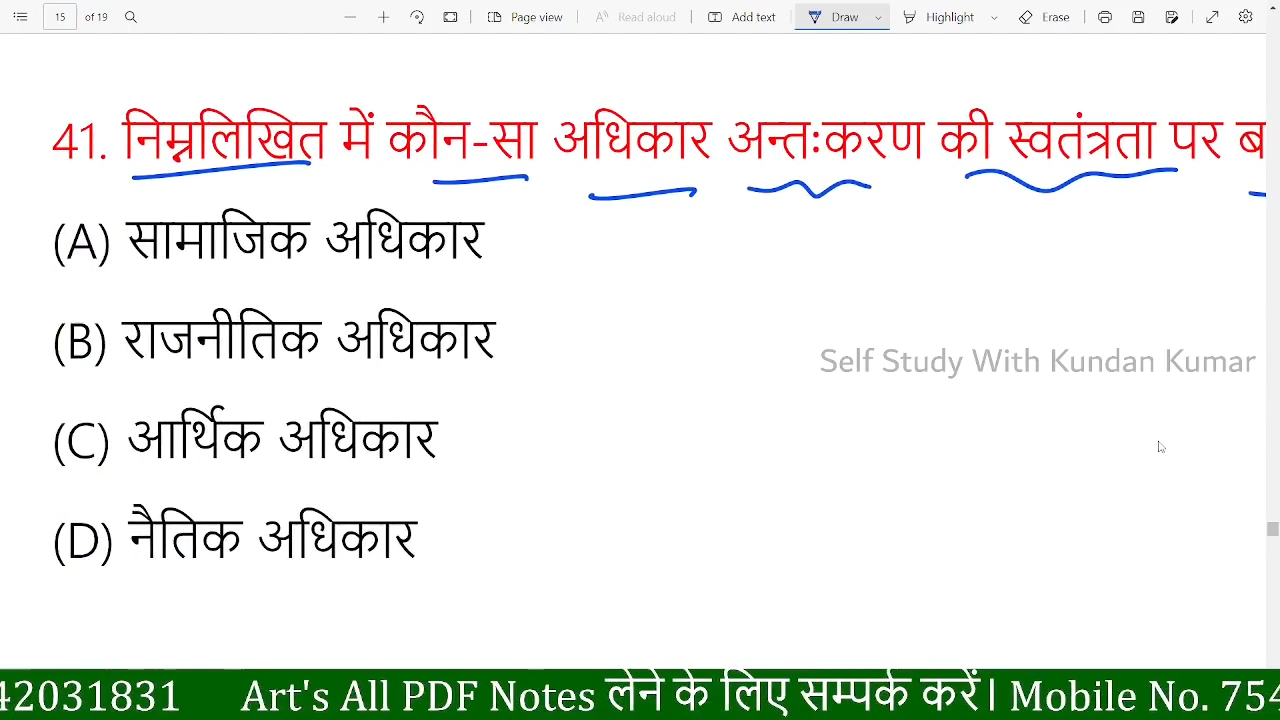 15 of 19 Page view Read aloud Add text Draw Highlight Erase
41. निम्नलिखित में कौन-सा अधिकार अन्तःकरण की स्वतंत्रता पर ब
(A) सामाजिक अधिकार
(B) राजनीतिक अधिकार
Self Study With Kundan Kumar
(C) आर्थिक अधिकार
(D) नैतिक अधिकार
42031831 Art's All PDF Notes लेने के लिए सम्पर्क करें। Mobile No. 754